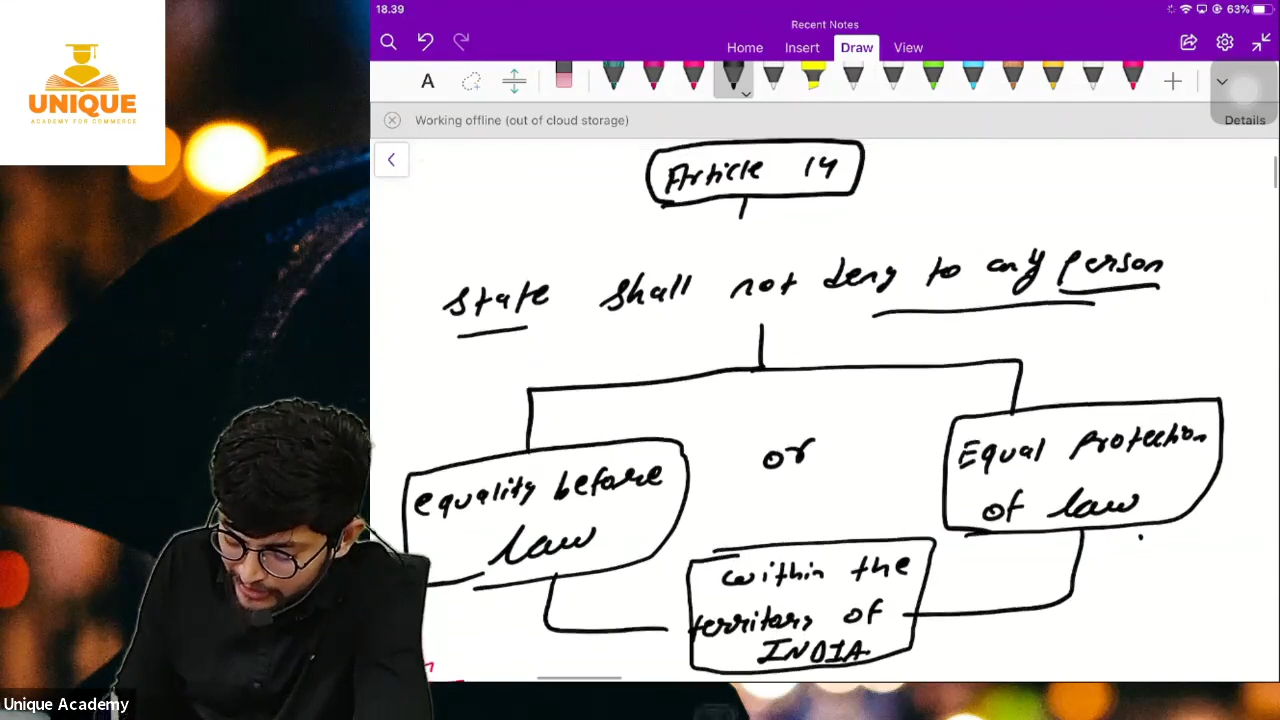 18.39
Recent Notes
63%
Home Insert Draw View
UNIQUE
ACADEMY FOR COMMERCE
A
Working offline (out of cloud storage)
Details
Article 14
state shall not deny to any person
equality before
law
or
Equal Protection
of law
within the
territory of
INDIA
Unique Academy